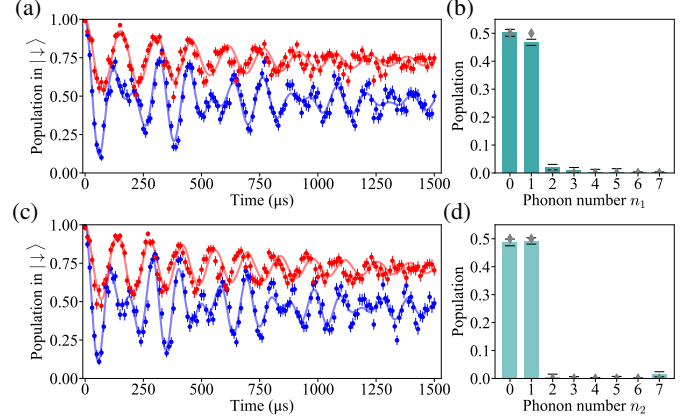 (a)
Population in |↓⟩
1.00
0.75
0.50
0.25
0.00
0 250 500 750 1000 1250 1500
Time (μs)
(b)
Population
0.5
0.4
0.3
0.2
0.1
0.0
0 1 2 3 4 5 6 7
Phonon number n₁
(c)
Population in |↓⟩
1.00
0.75
0.50
0.25
0.00
0 250 500 750 1000 1250 1500
Time (μs)
(d)
Population
0.5
0.4
0.3
0.2
0.1
0.0
0 1 2 3 4 5 6 7
Phonon number n₂